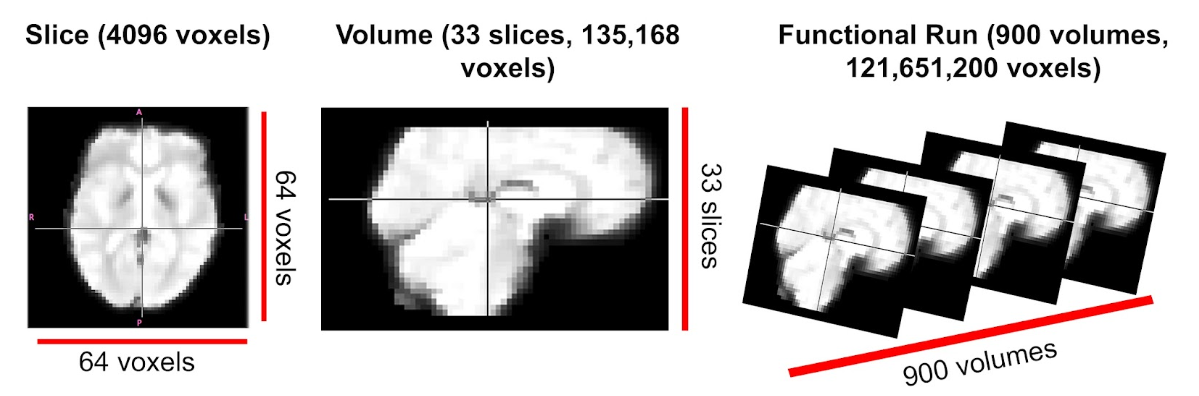 Slice (4096 voxels)
Volume (33 slices, 135,168
voxels)
Functional Run (900 volumes,
121,651,200 voxels)
A
R
L
P
64 voxels
64 voxels
33 slices
900 volumes